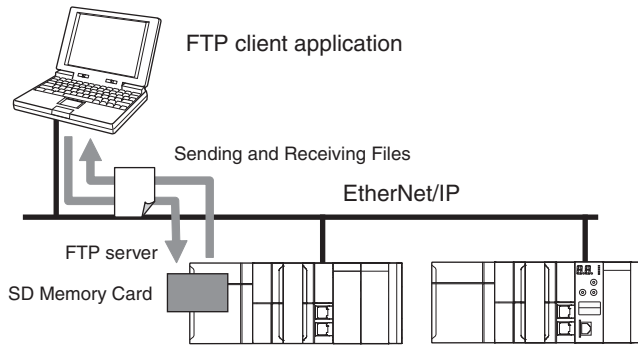 FTP client application
Sending and Receiving Files
EtherNet/IP
FTP server
SD Memory Card